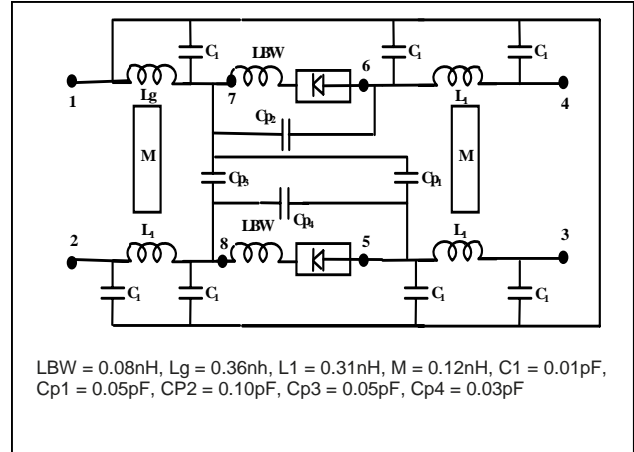 C1
LBW
6
C1
C1
1
Lg
7
L1
4
Cp2
M
Cp3
Cp1
M
Cp4
2
L1
8
LBW
5
L1
3
C1
C1
C1
C1
LBW = 0.08nH, Lg = 0.36nh, L1 = 0.31nH, M = 0.12nH, C1 = 0.01pF,
Cp1 = 0.05pF, CP2 = 0.10pF, Cp3 = 0.05pF, Cp4 = 0.03pF